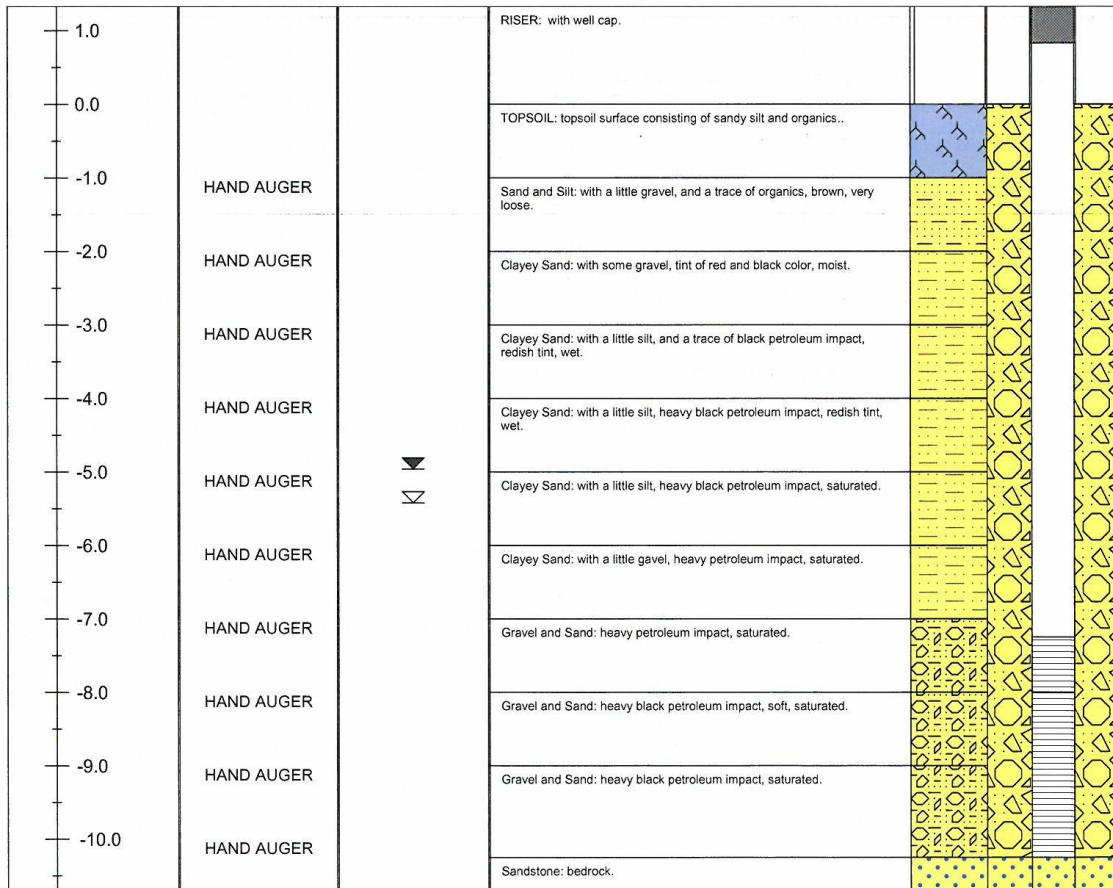 1.0
RISER: with well cap.
0.0
TOPSOIL: topsoil surface consisting of sandy silt and organics..
-1.0
HAND AUGER
Sand and Silt: with a little gravel, and a trace of organics, brown, very
loose.
-2.0
HAND AUGER
Clayey Sand: with some gravel, tint of red and black color, moist.
-3.0
HAND AUGER
Clayey Sand: with a little silt, and a trace of black petroleum impact,
redish tint, wet.
-4.0
HAND AUGER
Clayey Sand: with a little silt, heavy black petroleum impact, redish tint,
wet.
-5.0
HAND AUGER
Clayey Sand: with a little silt, heavy black petroleum impact, saturated.
-6.0
HAND AUGER
Clayey Sand: with a little gavel, heavy petroleum impact, saturated.
-7.0
HAND AUGER
Gravel and Sand: heavy petroleum impact, saturated.
-8.0
HAND AUGER
Gravel and Sand: heavy black petroleum impact, soft, saturated.
-9.0
HAND AUGER
Gravel and Sand: heavy black petroleum impact, saturated.
-10.0
HAND AUGER
Sandstone: bedrock.